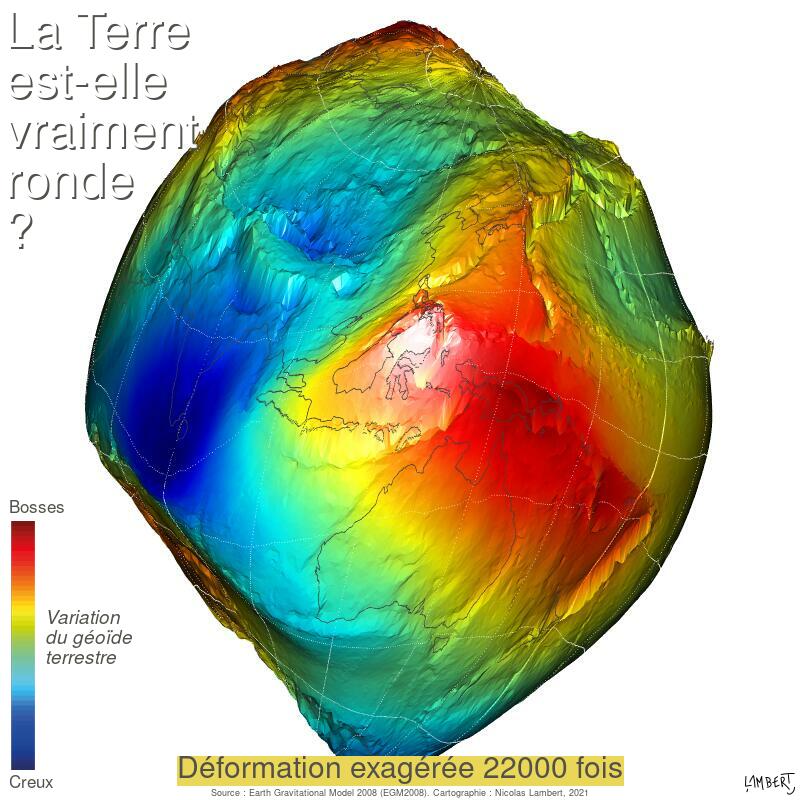 La Terre
est-elle
vraiment
ronde
?
Bosses
Variation
du géoïde
terrestre
Creux
Déformation exagérée 22000 fois
Source : Earth Gravitational Model 2008 (EGM2008). Cartographie : Nicolas Lambert, 2021
LAMBERT